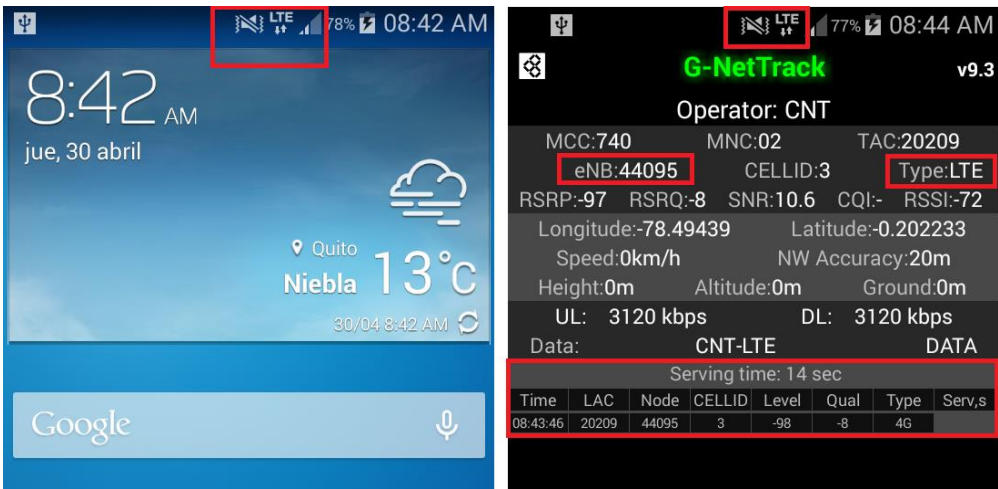 LTE 78% 08:42 AM
8:42 AM
jue, 30 abril
Quito
Niebla 13°C
30/04 8:42 AM
Google
LTE 77% 08:44 AM
G-NetTrack v9.3
Operator: CNT
MCC:740 MNC:02 TAC:20209
eNB:44095 CELLID:3 Type:LTE
RSRP:-97 RSRQ:-8 SNR:10.6 CQI:- RSSI:-72
Longitude:-78.49439 Latitude:-0.202233
Speed:0km/h NW Accuracy:20m
Height:0m Altitude:0m Ground:0m
UL: 3120 kbps DL: 3120 kbps
Data: CNT-LTE DATA
Serving time: 14 sec
Time LAC Node CELLID Level Qual Type Serv,s
08:43:46 20209 44095 3 -98 -8 4G